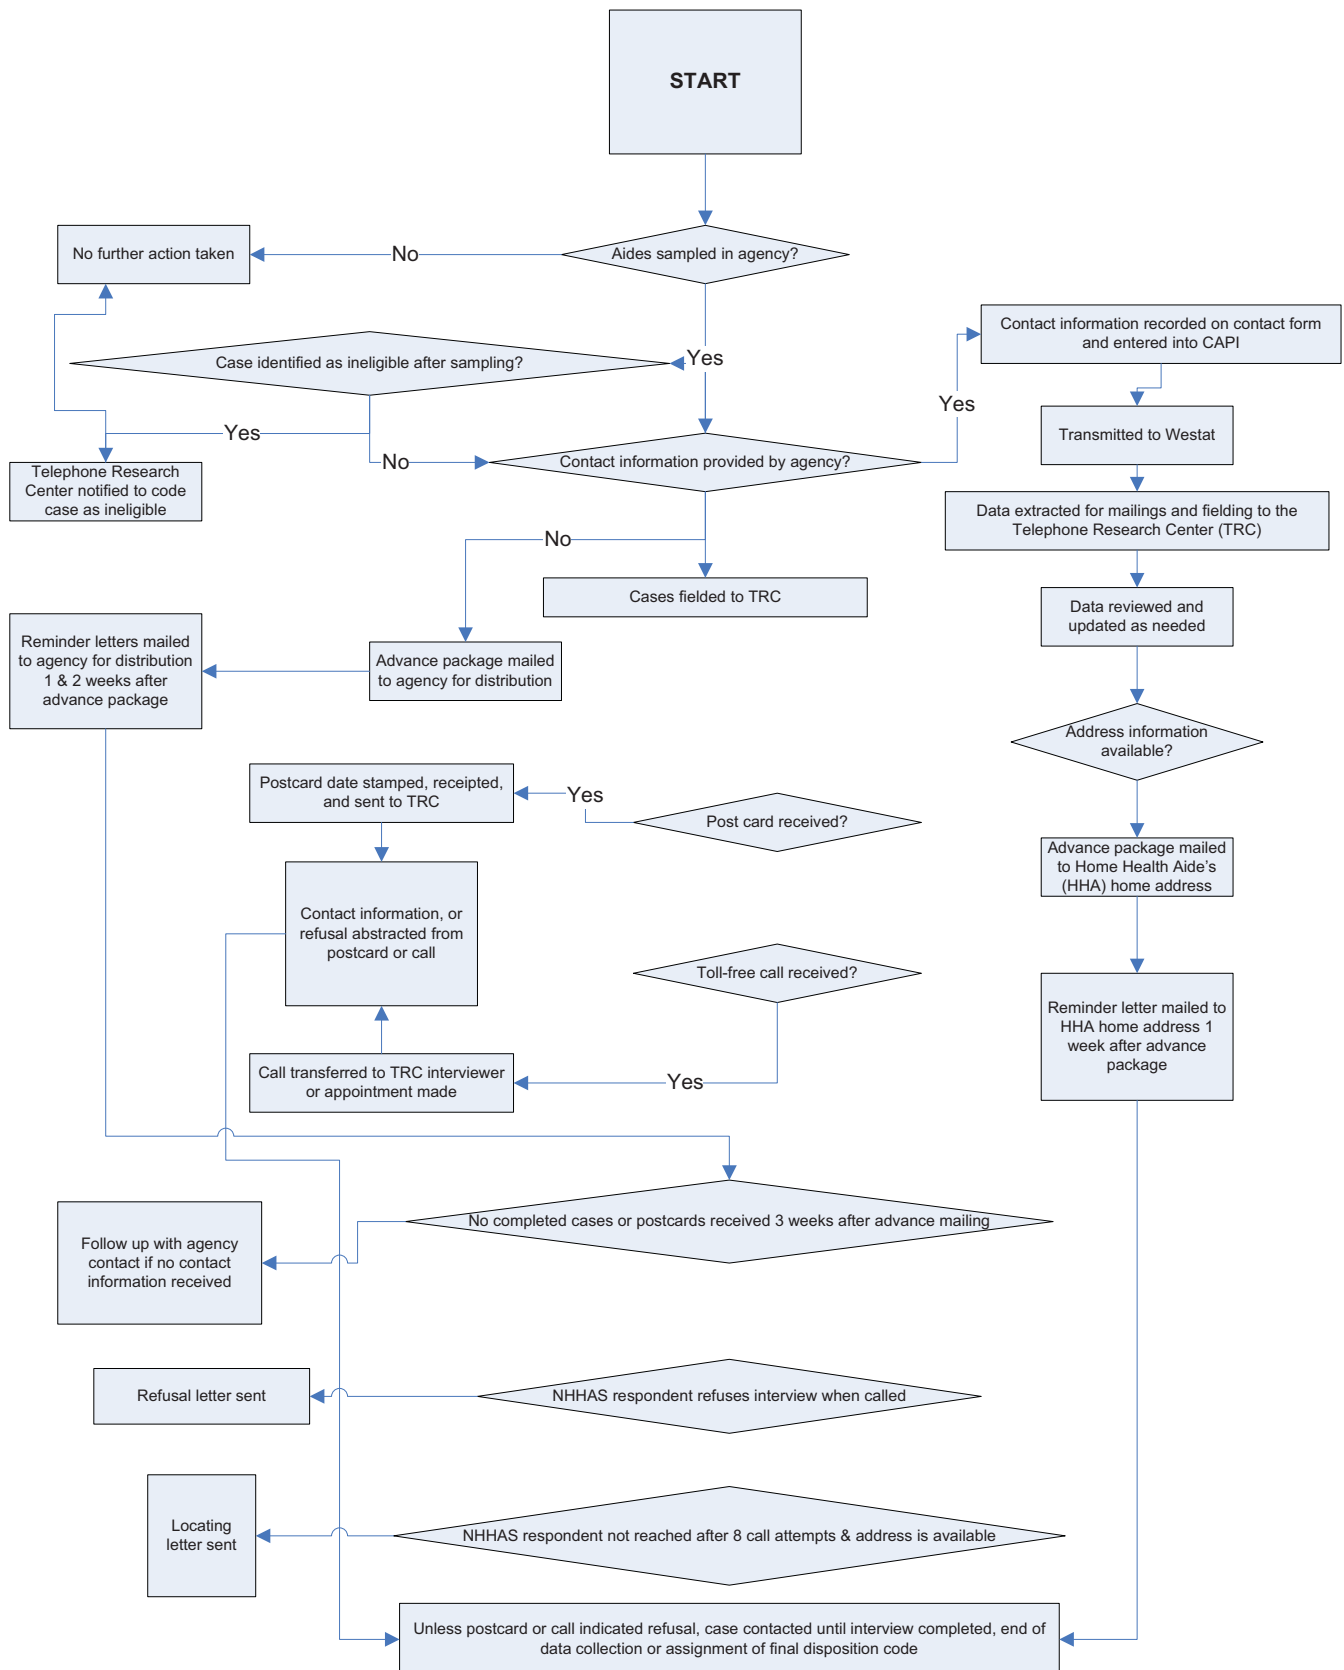 START
Aides sampled in agency?
No
No further action taken
Yes
Case identified as ineligible after sampling?
Yes
No
Telephone Research
Center notified to code
case as ineligible
Contact information provided by agency?
Yes
Contact information recorded on contact form
and entered into CAPI
Transmitted to Westat
Data extracted for mailings and fielding to the
Telephone Research Center (TRC)
Data reviewed and
updated as needed
Address information
available?
Advance package mailed
to Home Health Aide's
(HHA) home address
Reminder letter mailed to
HHA home address 1
week after advance
package
No
Cases fielded to TRC
Advance package mailed
to agency for distribution
Reminder letters mailed
to agency for distribution
1 & 2 weeks after
advance package
Post card received?
Yes
Postcard date stamped, receipted,
and sent to TRC
Contact information, or
refusal abstracted from
postcard or call
Toll-free call received?
Yes
Call transferred to TRC interviewer
or appointment made
No completed cases or postcards received 3 weeks after advance mailing
Follow up with agency
contact if no contact
information received
NHHAS respondent refuses interview when called
Refusal letter sent
NHHAS respondent not reached after 8 call attempts & address is available
Locating
letter sent
Unless postcard or call indicated refusal, case contacted until interview completed, end of
data collection or assignment of final disposition code